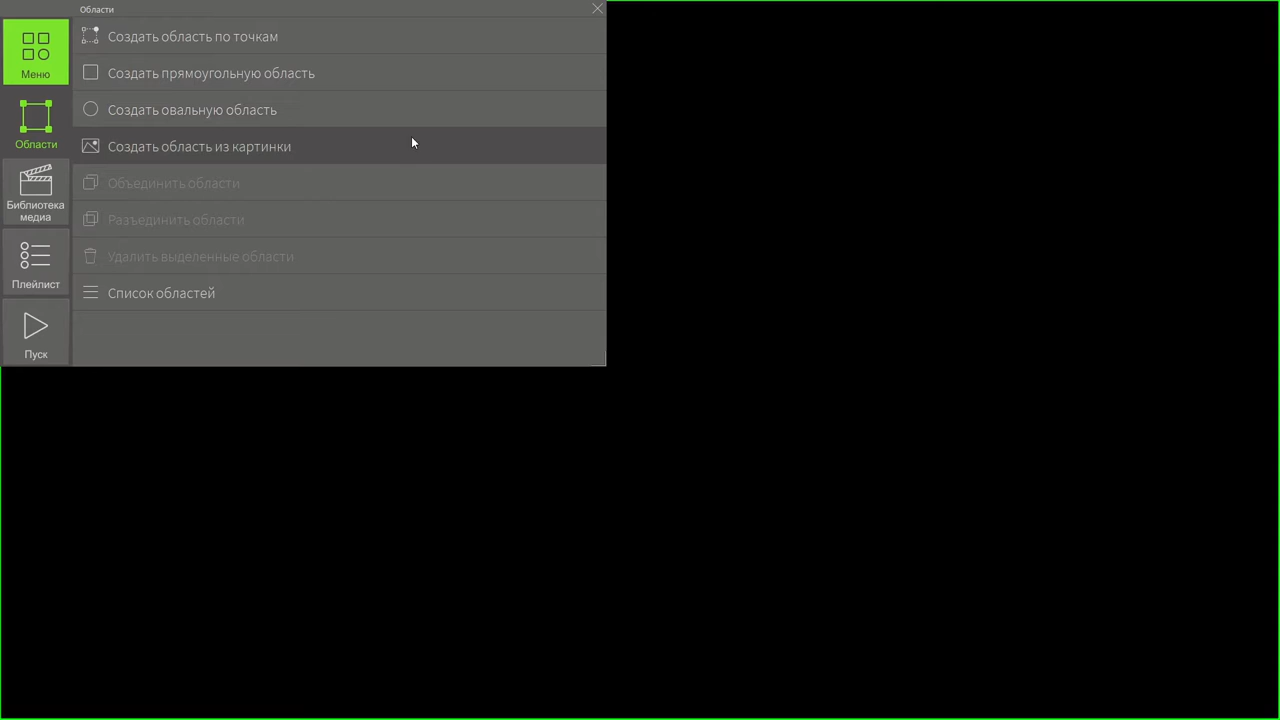 Области
Меню
Области
Библиотека
медиа
Плейлист
Пуск
Создать область по точкам
Создать прямоугольную область
Создать овальную область
Создать область из картинки
Объединить области
Разъединить области
Удалить выделенные области
Список областей